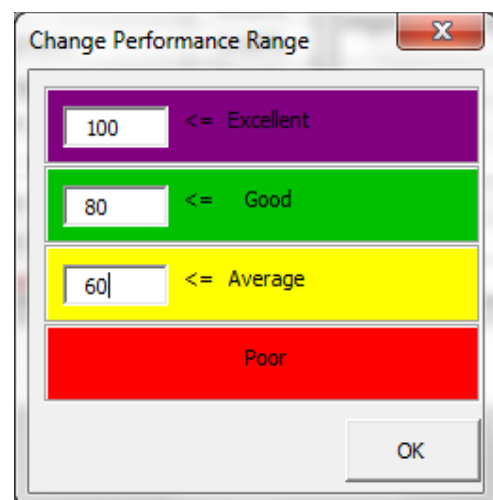 Change Performance Range
100 <= Excellent
80 <= Good
60 <= Average
Poor
OK